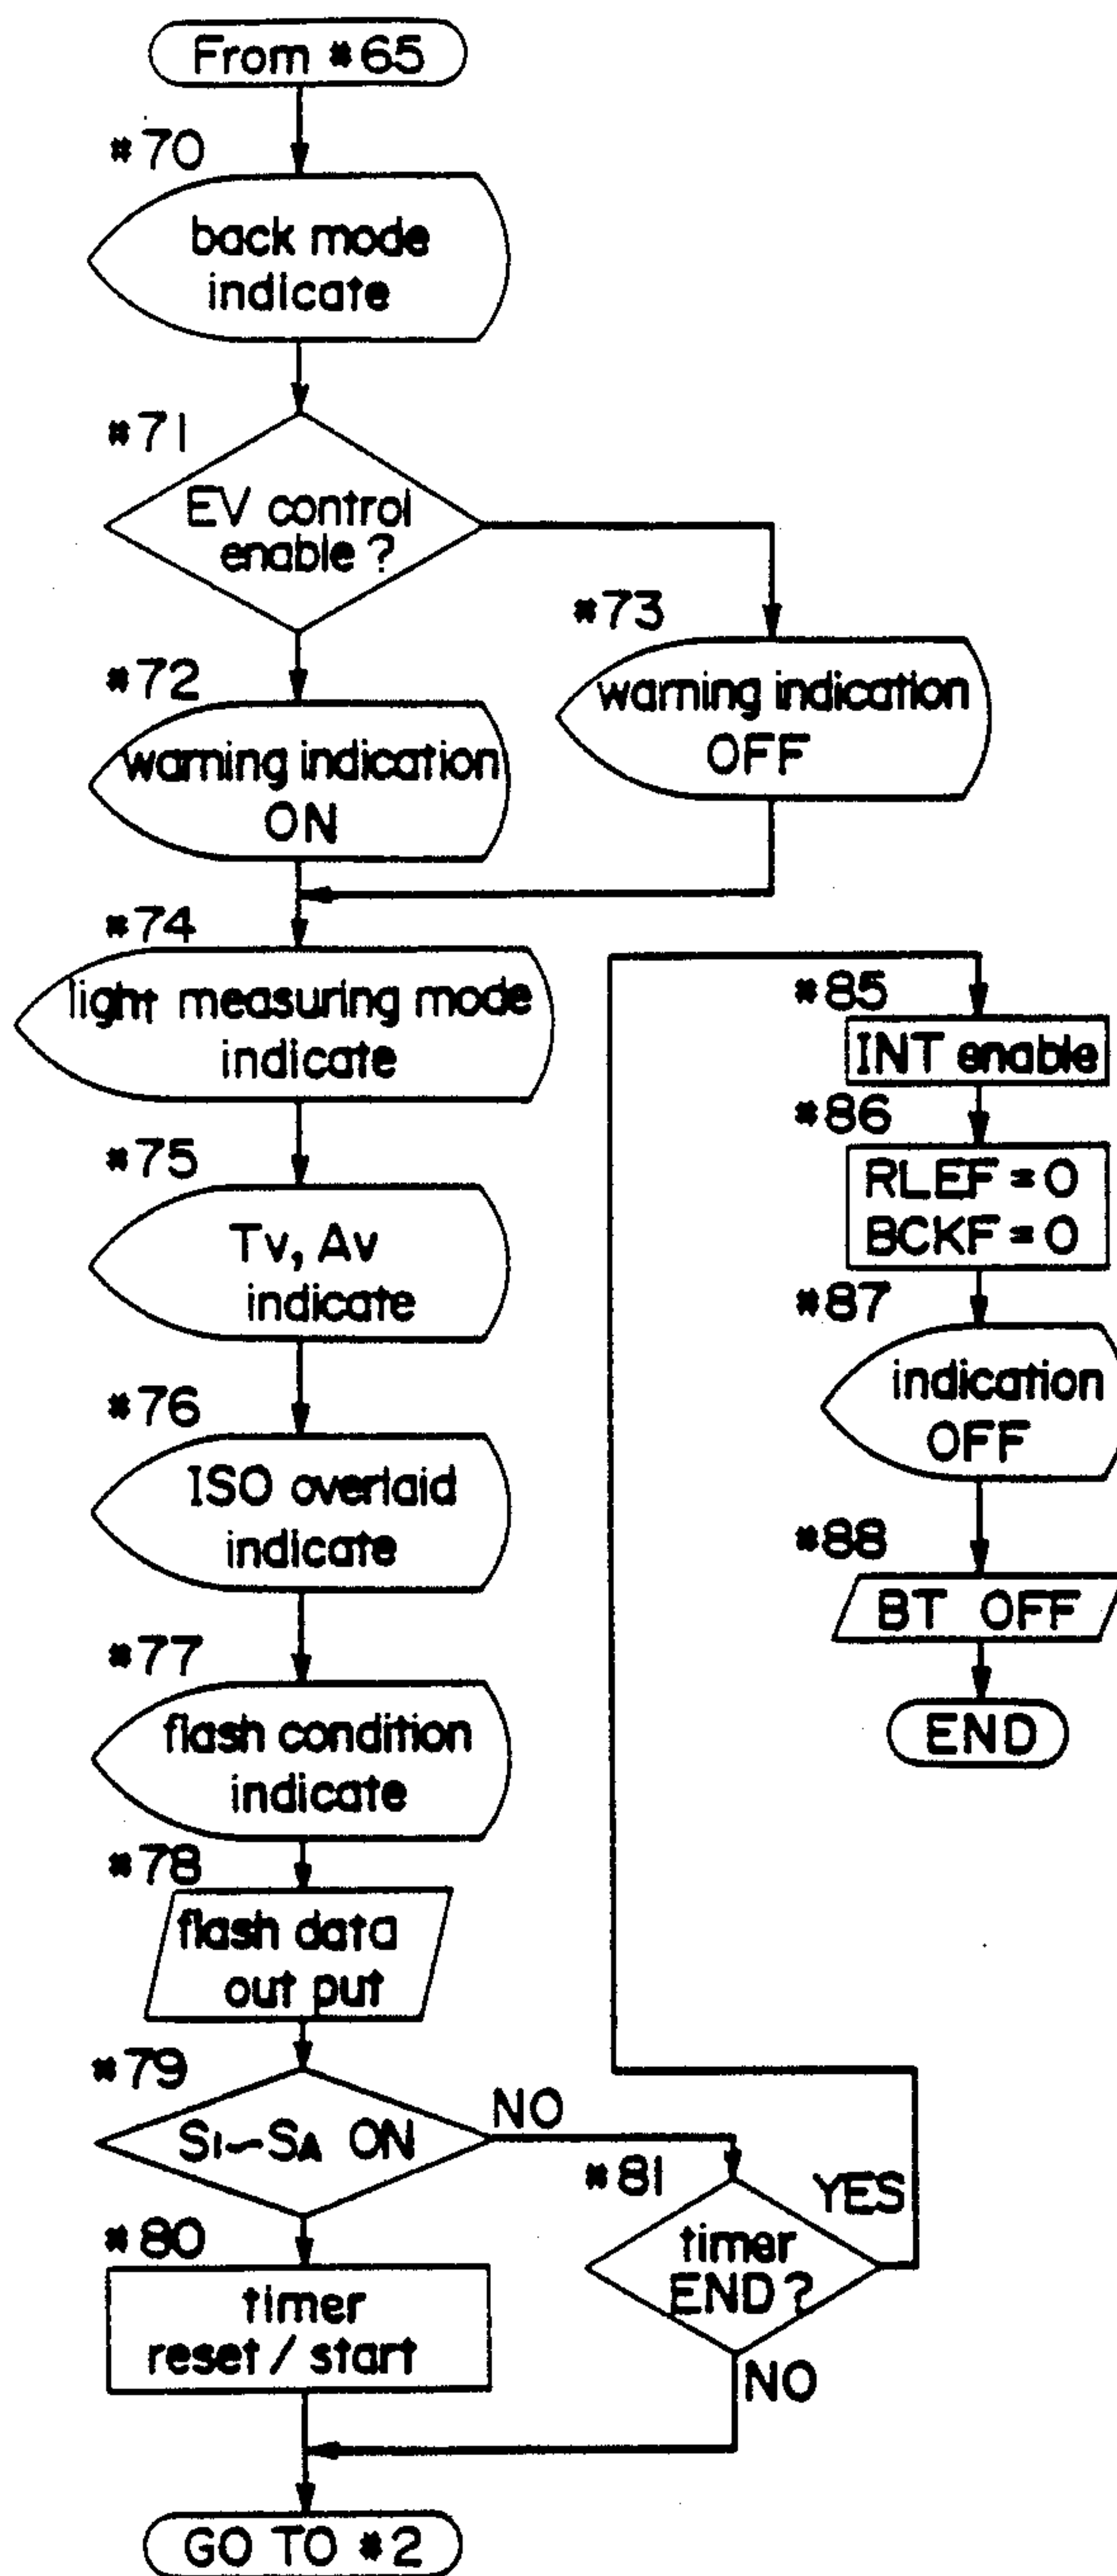 From #65
#70
back mode
indicate
#71
EV control
enable ?
#72
warning indication
ON
#73
warning indication
OFF
#74
light measuring mode
indicate
#75
Tv, Av
indicate
#76
ISO overlaid
indicate
#77
flash condition
indicate
#78
flash data
out put
#79
S1~SA ON
NO
#80
timer
reset / start
#81
timer
END ?
YES
NO
GO TO #2
#85
INT enable
#86
RLEF = 0
BCKF = 0
#87
indication
OFF
#88
BT OFF
END